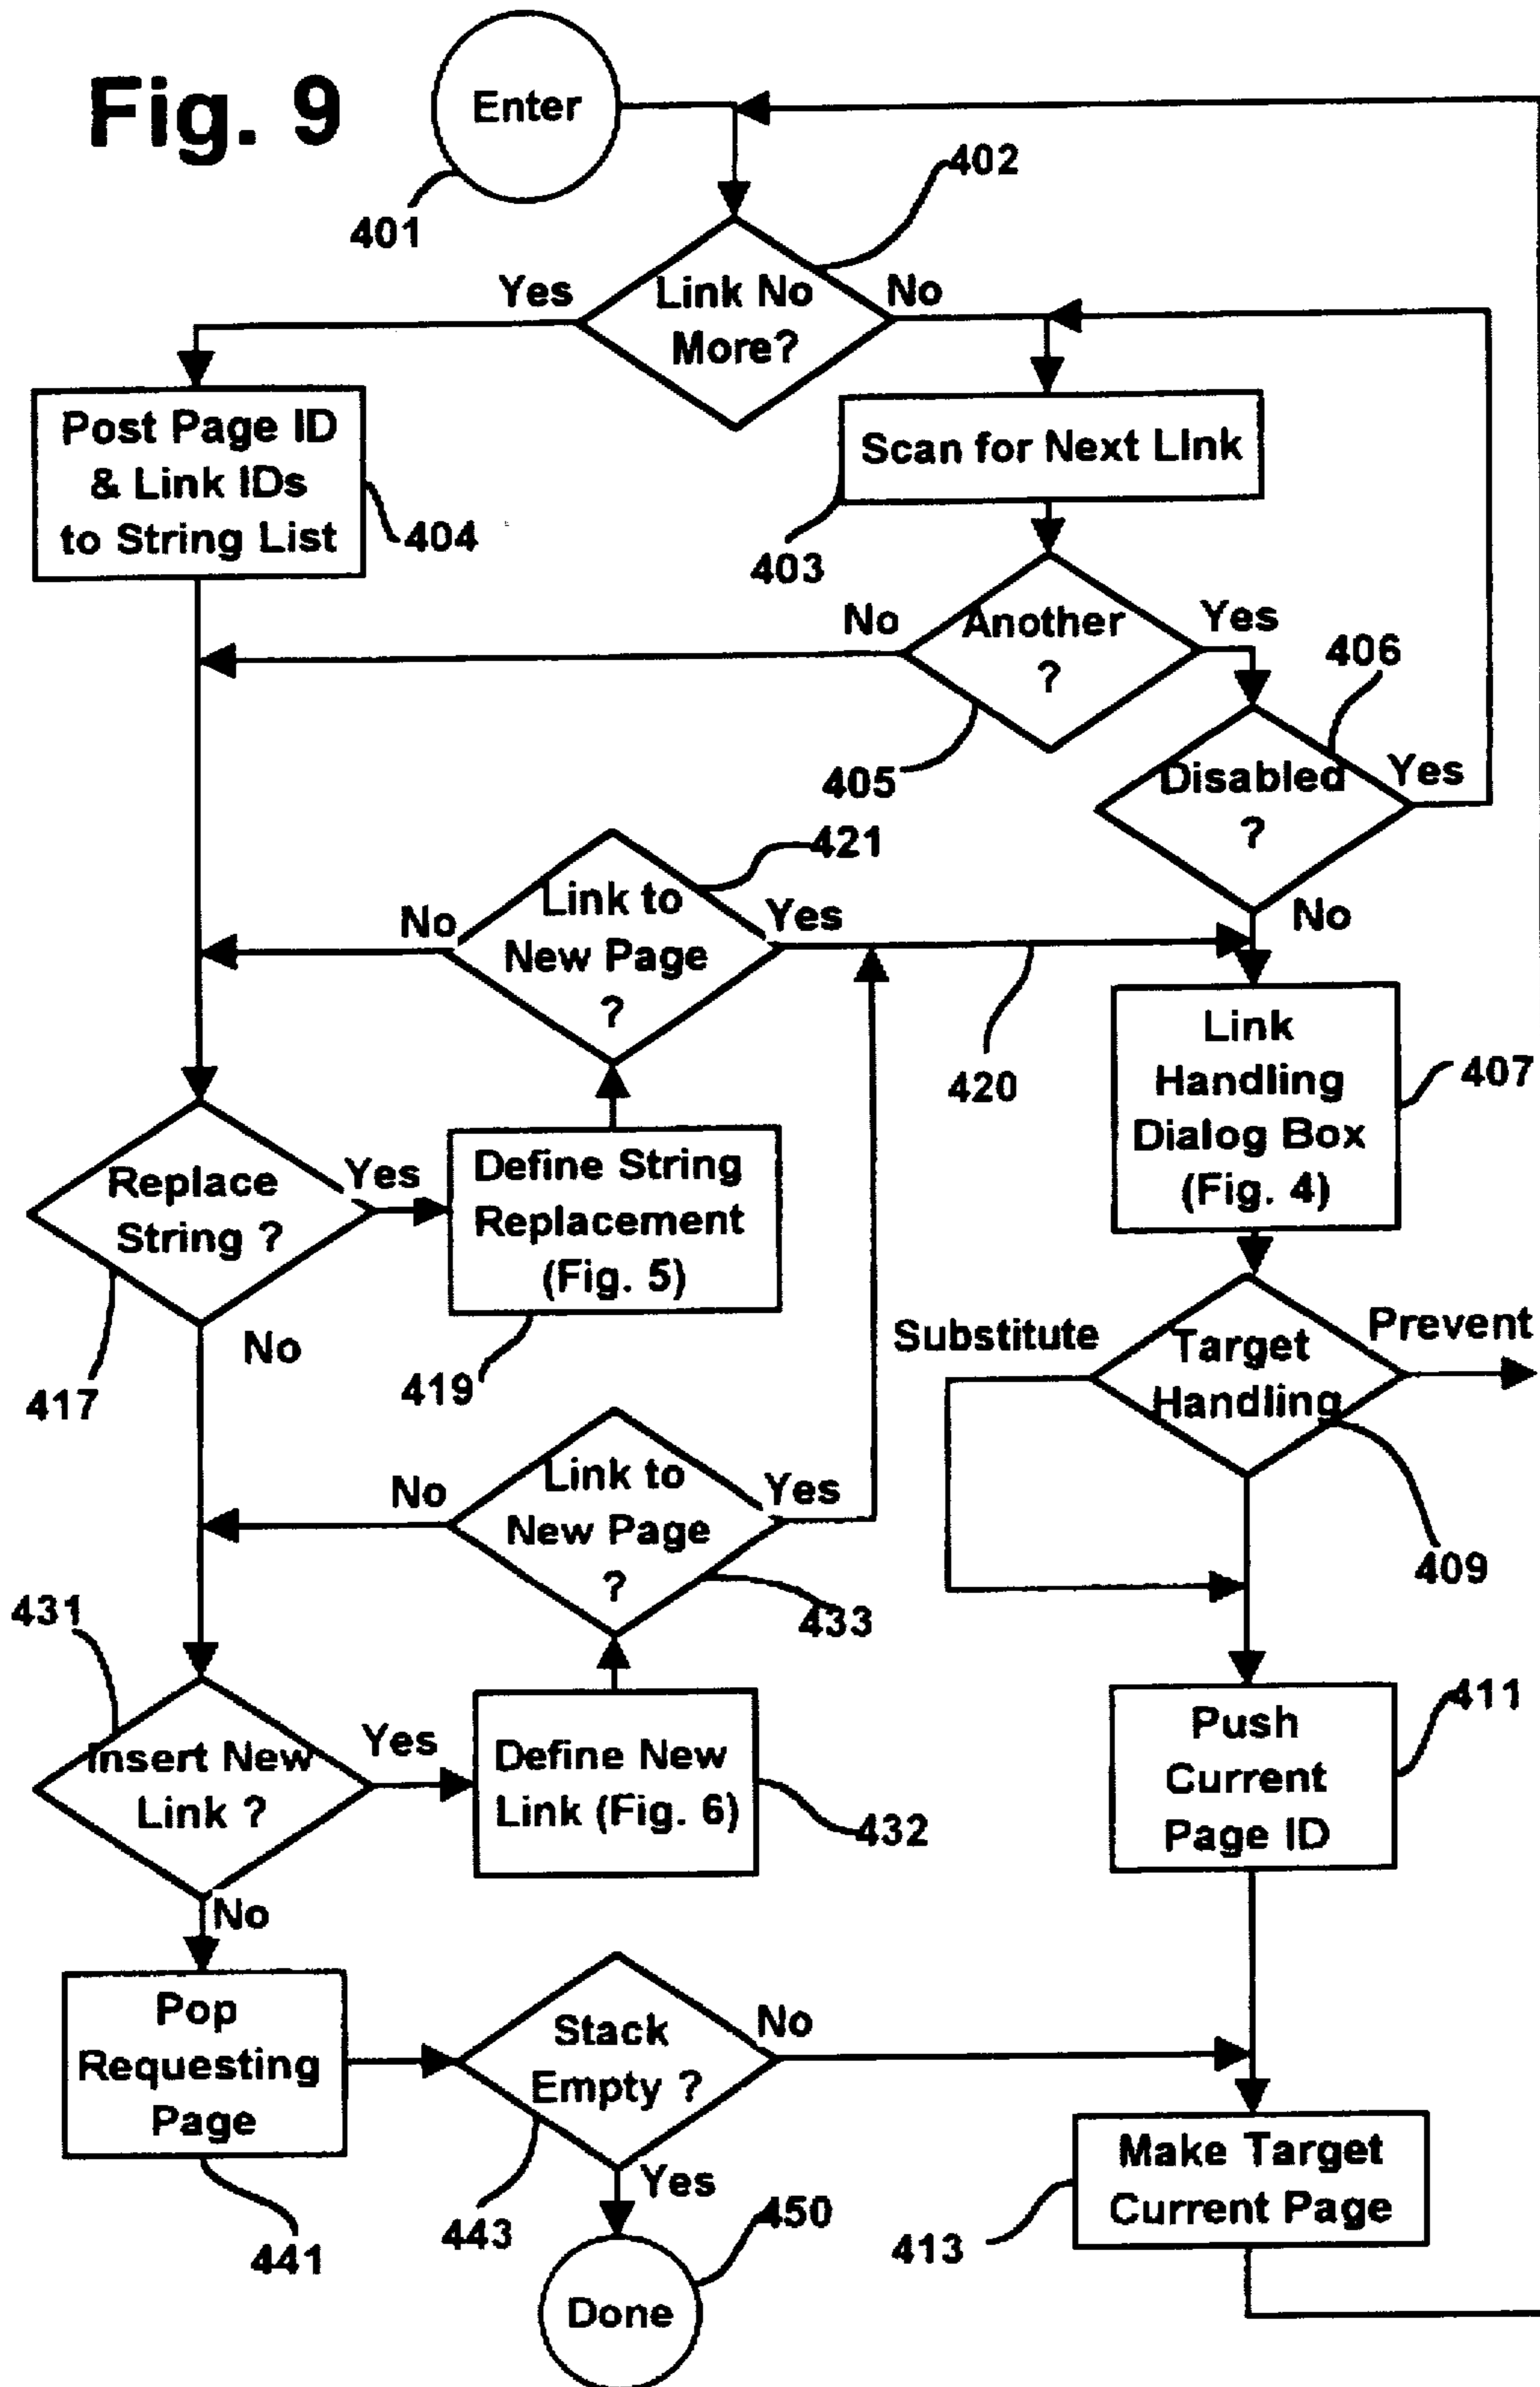 Fig. 9
Enter
401
402
Link No
More?
Yes
No
Post Page ID
& Link IDs
to String List
404
Scan for Next LInk
403
Another
?
No
Yes
405
406
Disabled
?
Yes
No
421
Link to
New Page
?
No
Yes
420
Link
Handling
Dialog Box
(Fig. 4)
407
Replace
String ?
Yes
No
417
Define String
Replacement
(Fig. 5)
419
Substitute
Target
Handling
Prevent
409
Link to
New Page
?
No
Yes
433
431
Insert New
Link ?
Yes
No
Define New
Link (Fig. 6)
432
Push
Current
Page ID
411
Pop
Requesting
Page
441
Stack
Empty ?
No
Yes
443
450
Done
Make Target
Current Page
413